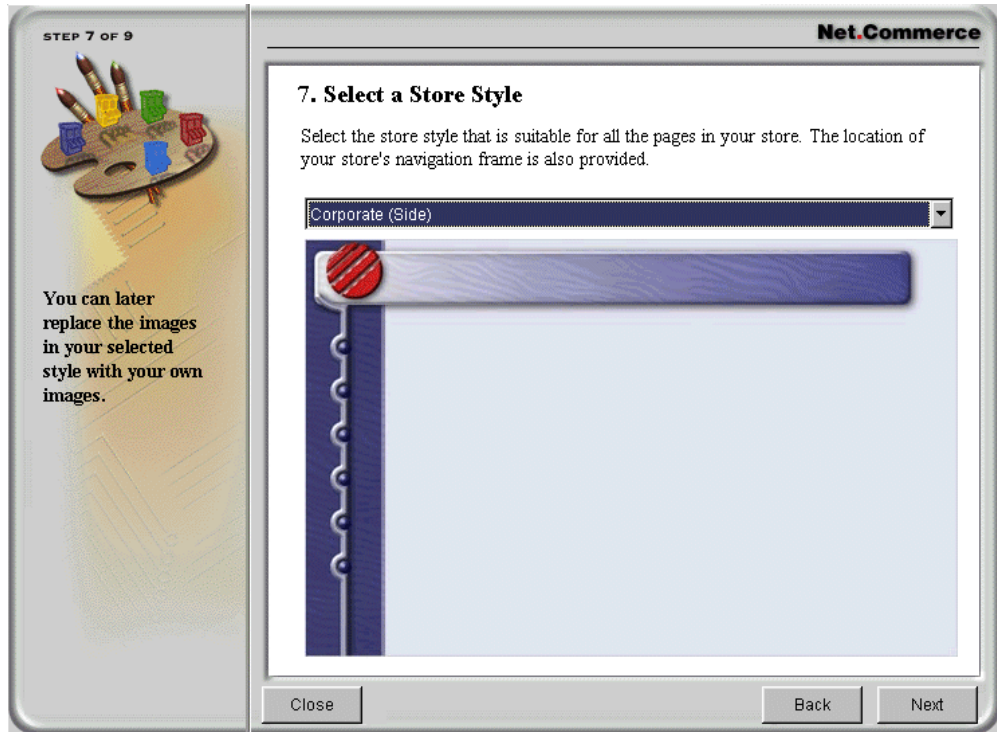 STEP 7 OF 9
Net.Commerce
7. Select a Store Style
Select the store style that is suitable for all the pages in your store. The location of
your store's navigation frame is also provided.
Corporate (Side)
You can later
replace the images
in your selected
style with your own
images.
Close
Back
Next